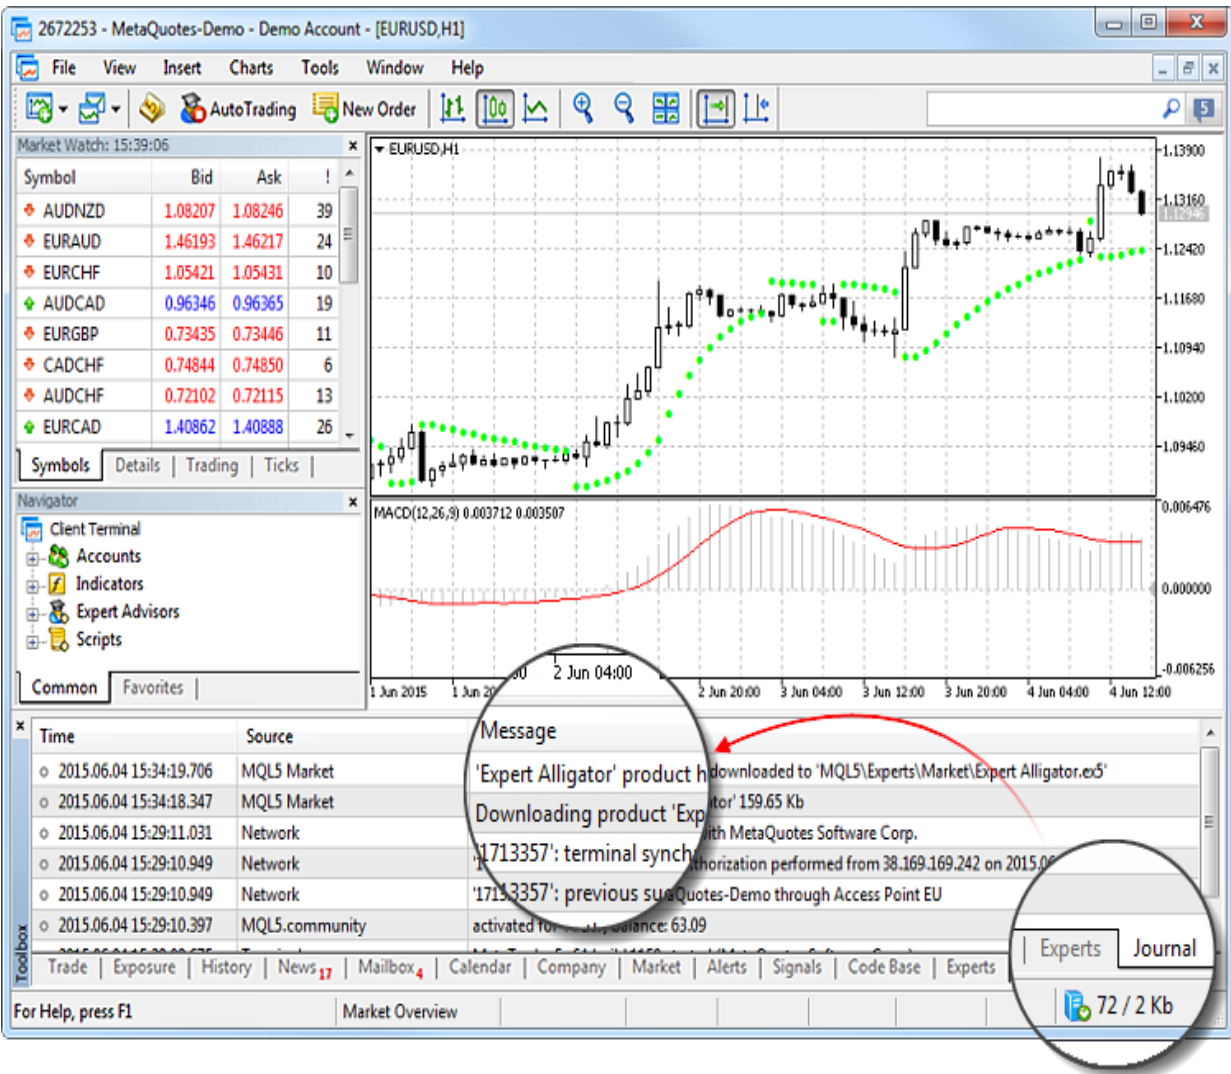 2672253 - MetaQuotes-Demo - Demo Account - [EURUSD,H1]
File View Insert Charts Tools Window Help
AutoTrading New Order 5
Market Watch: 15:39:06
Symbol Bid Ask !
AUDNZD 1.08207 1.08246 39
EURAUD 1.46193 1.46217 24
EURCHF 1.05421 1.05431 10
AUDCAD 0.96346 0.96365 19
EURGBP 0.73435 0.73446 11
CADCHF 0.74844 0.74850 6
AUDCHF 0.72102 0.72115 13
EURCAD 1.40862 1.40888 26
Symbols Details | Trading | Ticks |
EURUSD,H1
1.13900
1.13160
1.12946
1.12420
1.11680
1.10940
1.10200
1.09460
Navigator
Client Terminal
Accounts
Indicators
Expert Advisors
Scripts
Common Favorites |
MACD(12,26,9) 0.003712 0.003507
0.006476
0.000000
-0.006256
1 Jun 2015 1 Jun 20 2 Jun 04:00 2 Jun 20:00 3 Jun 04:00 3 Jun 12:00 3 Jun 20:00 4 Jun 04:00 4 Jun 12:00
Time Source Message
2015.06.04 15:34:19.706 MQL5 Market 'Expert Alligator' product h downloaded to 'MQL5\Experts\Market\Expert Alligator.ex5'
2015.06.04 15:34:18.347 MQL5 Market Downloading product 'Exp tor' 159.65 Kb
2015.06.04 15:29:11.031 Network '1713357': terminal synch ith MetaQuotes Software Corp.
2015.06.04 15:29:10.949 Network thorization performed from 38.169.169.242 on 2015.06
2015.06.04 15:29:10.949 Network '1713357': previous su Quotes-Demo through Access Point EU
2015.06.04 15:29:10.397 MQL5.community activated for balance: 63.09
Toolbox
Trade | Exposure | History | News 17 | Mailbox 4 | Calendar | Company | Market | Alerts | Signals | Code Base | Experts | Experts Journal
For Help, press F1 Market Overview 72 / 2 Kb